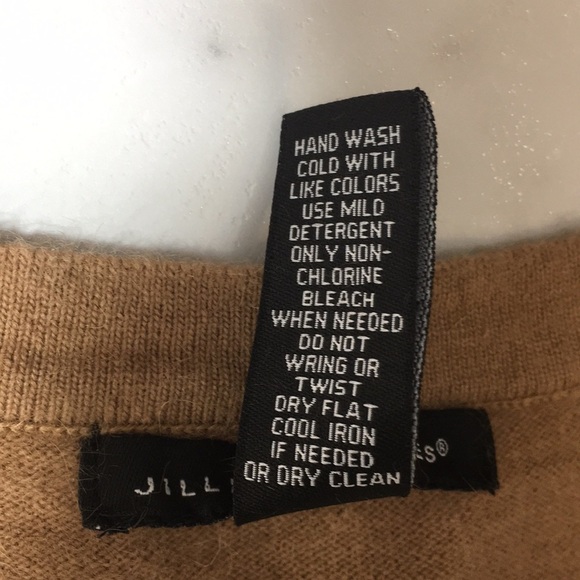 HAND WASH
COLD WITH
LIKE COLORS
USE MILD
DETERGENT
ONLY NON-
CHLORINE
BLEACH
WHEN NEEDED
DO NOT
WRING OR
TWIST
DRY FLAT
COOL IRON
IF NEEDED
OR DRY CLEAN